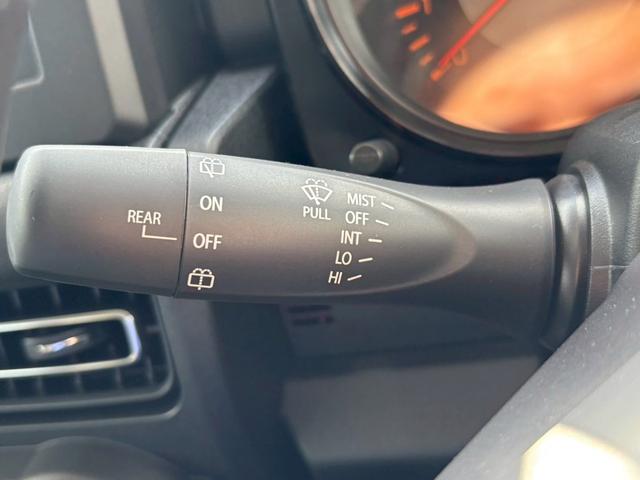 REAR
ON
OFF
PULL
MIST
OFF
INT
LO
HI